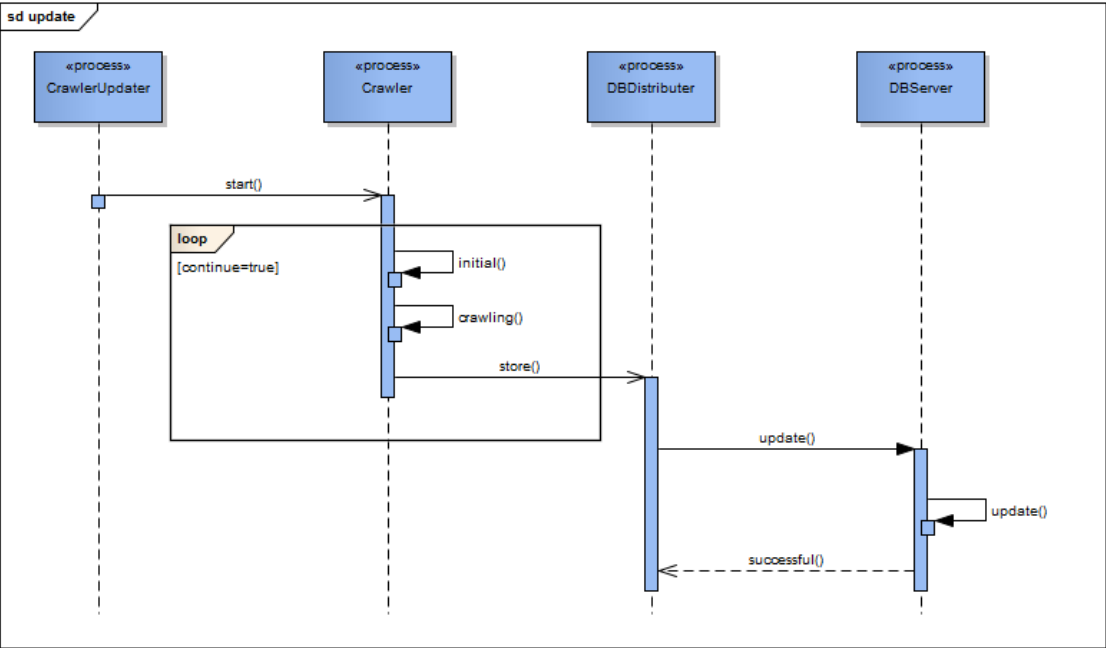 sd update
«process»
CrawlerUpdater
«process»
Crawler
«process»
DBDistributer
«process»
DBServer
start()
loop
[continue=true]
initial()
crawling()
store()
update()
update()
successful()